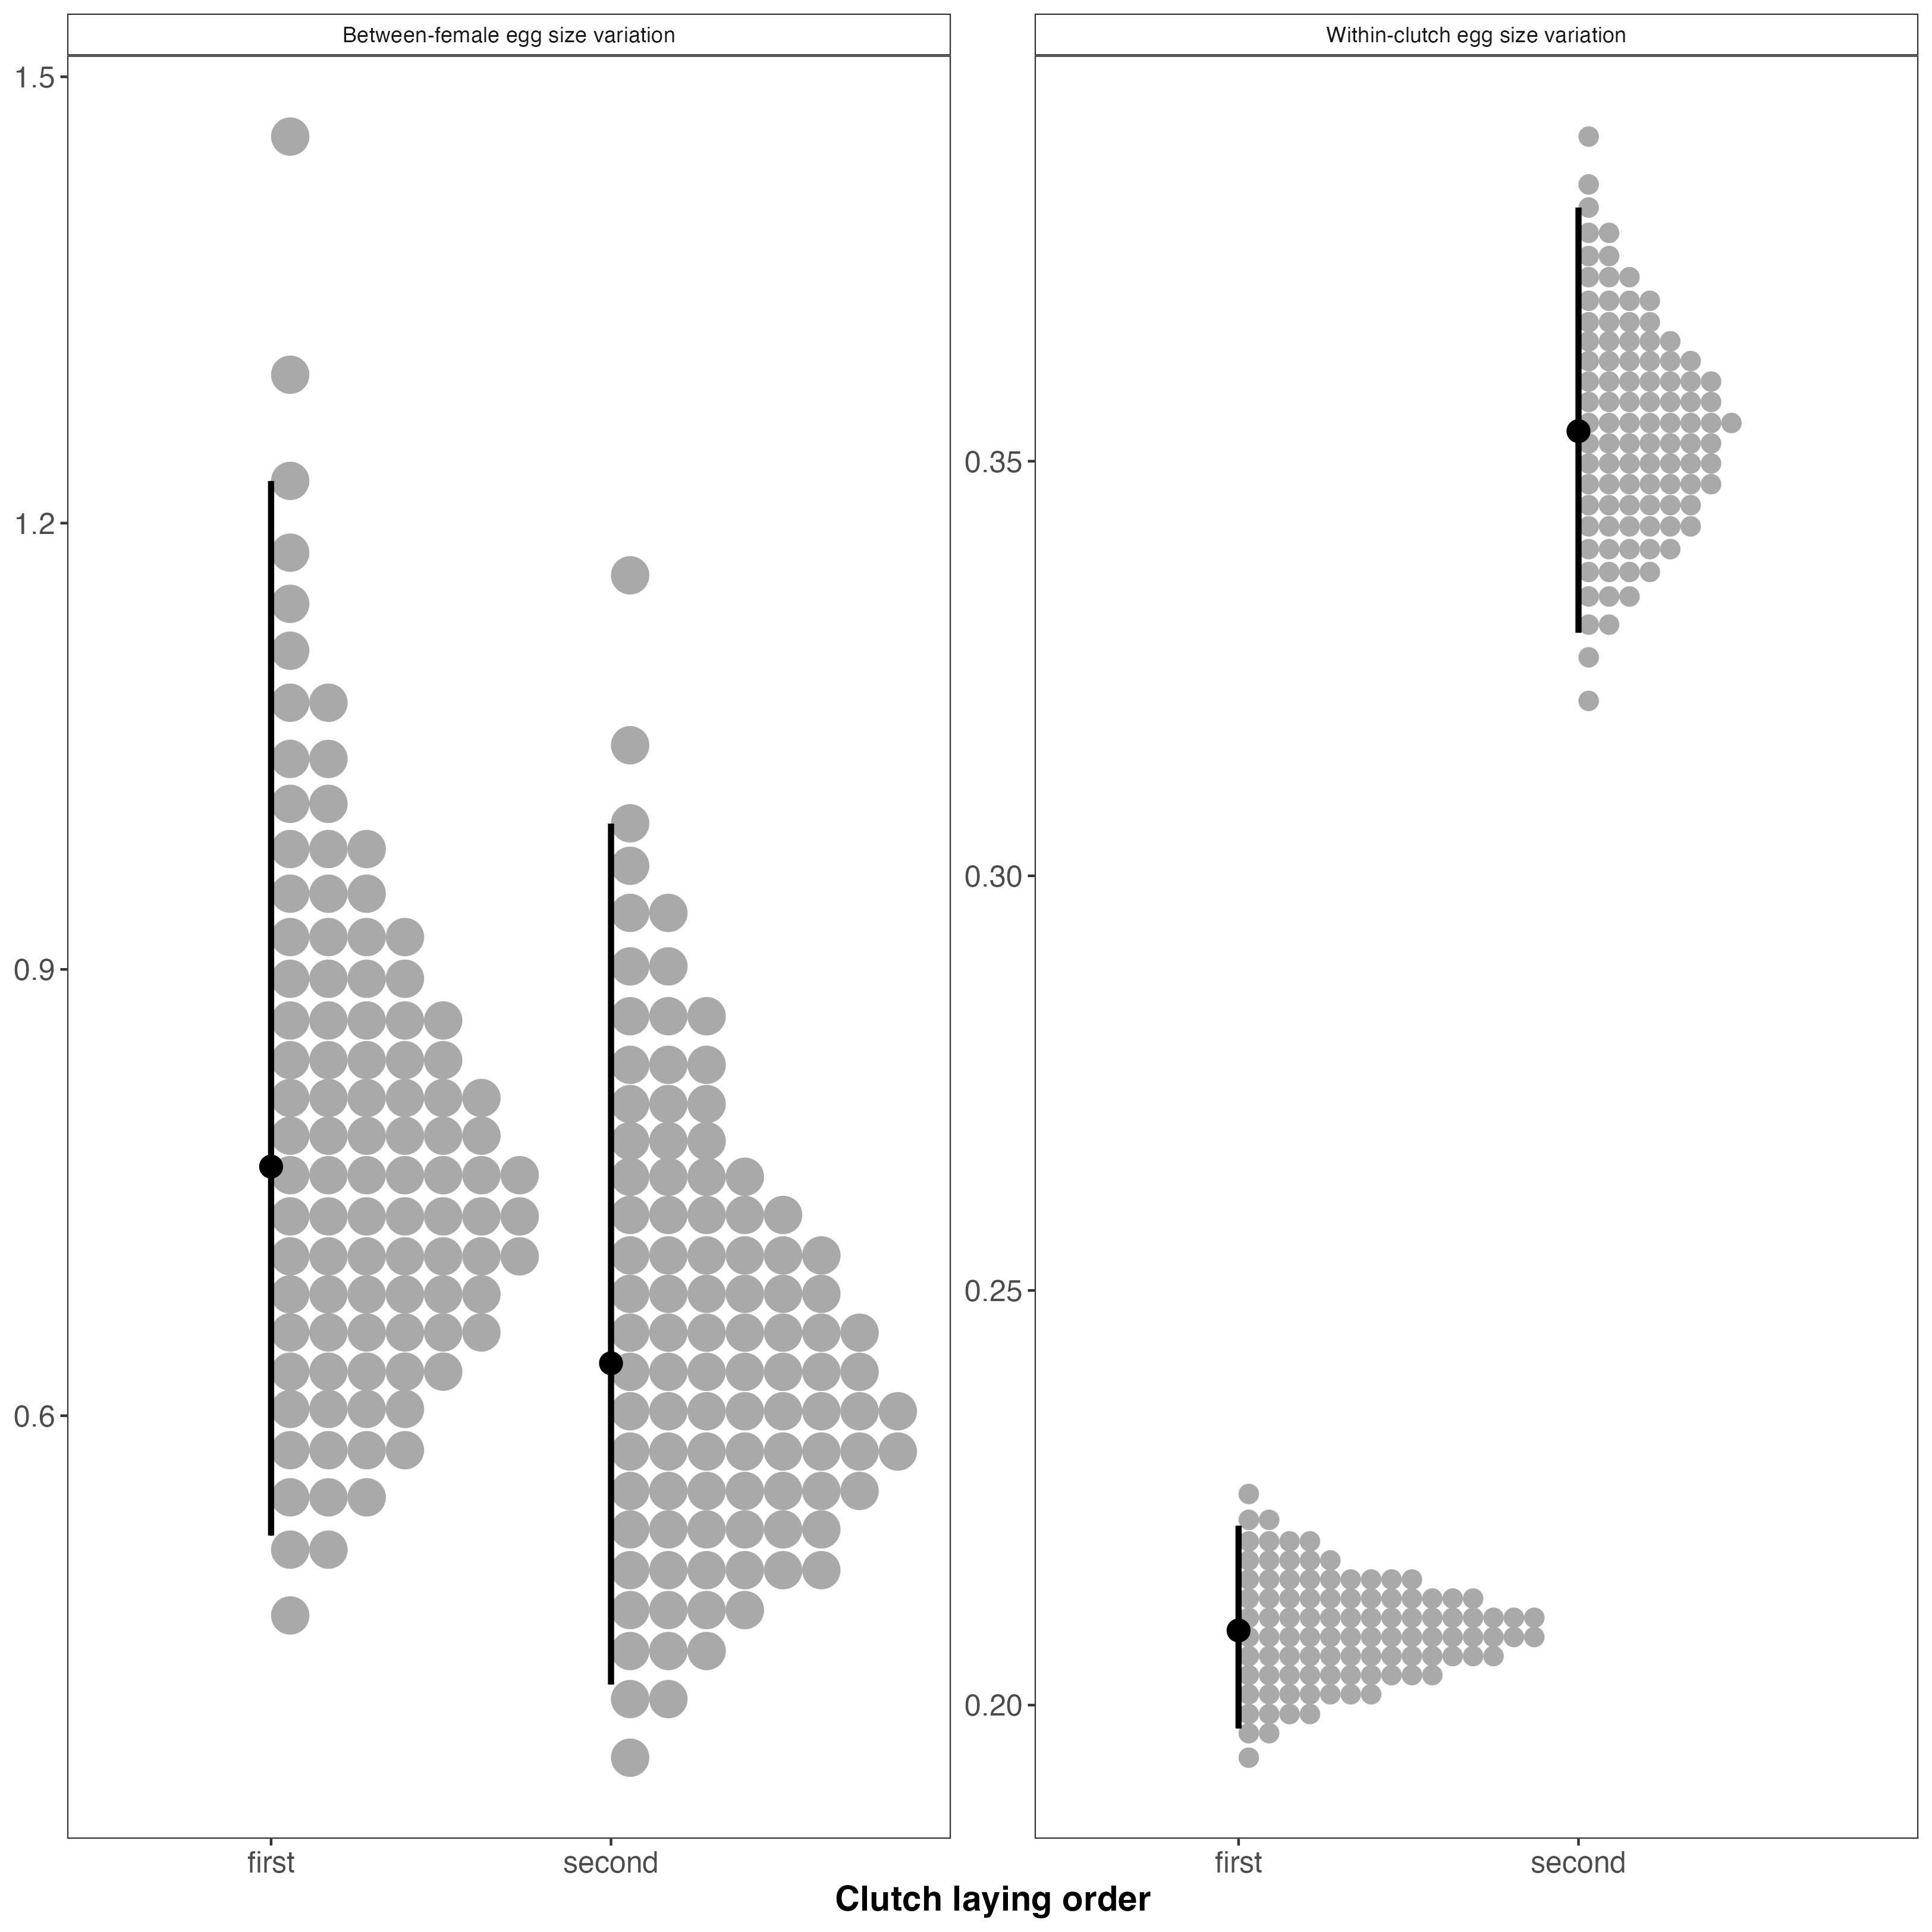 Between-female egg size variation
Within-clutch egg size variation
1.5
1.2
0.9
0.6
0.35
0.30
0.25
0.20
first
second
first
second
Clutch laying order